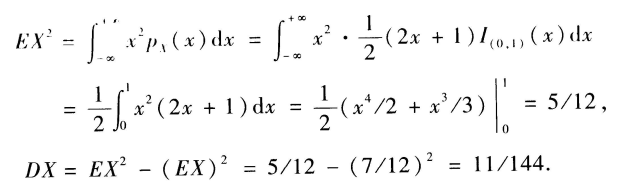 EX² = ∫_{-∞}^{+∞} x² p_X(x)dx = ∫_{-∞}^{+∞} x² · 1/2 (2x + 1)I_{(0,1)}(x)dx
= 1/2 ∫_0^1 x²(2x + 1)dx = 1/2 (x⁴/2 + x³/3) |_0^1 = 5/12,
DX = EX² − (EX)² = 5/12 − (7/12)² = 11/144.